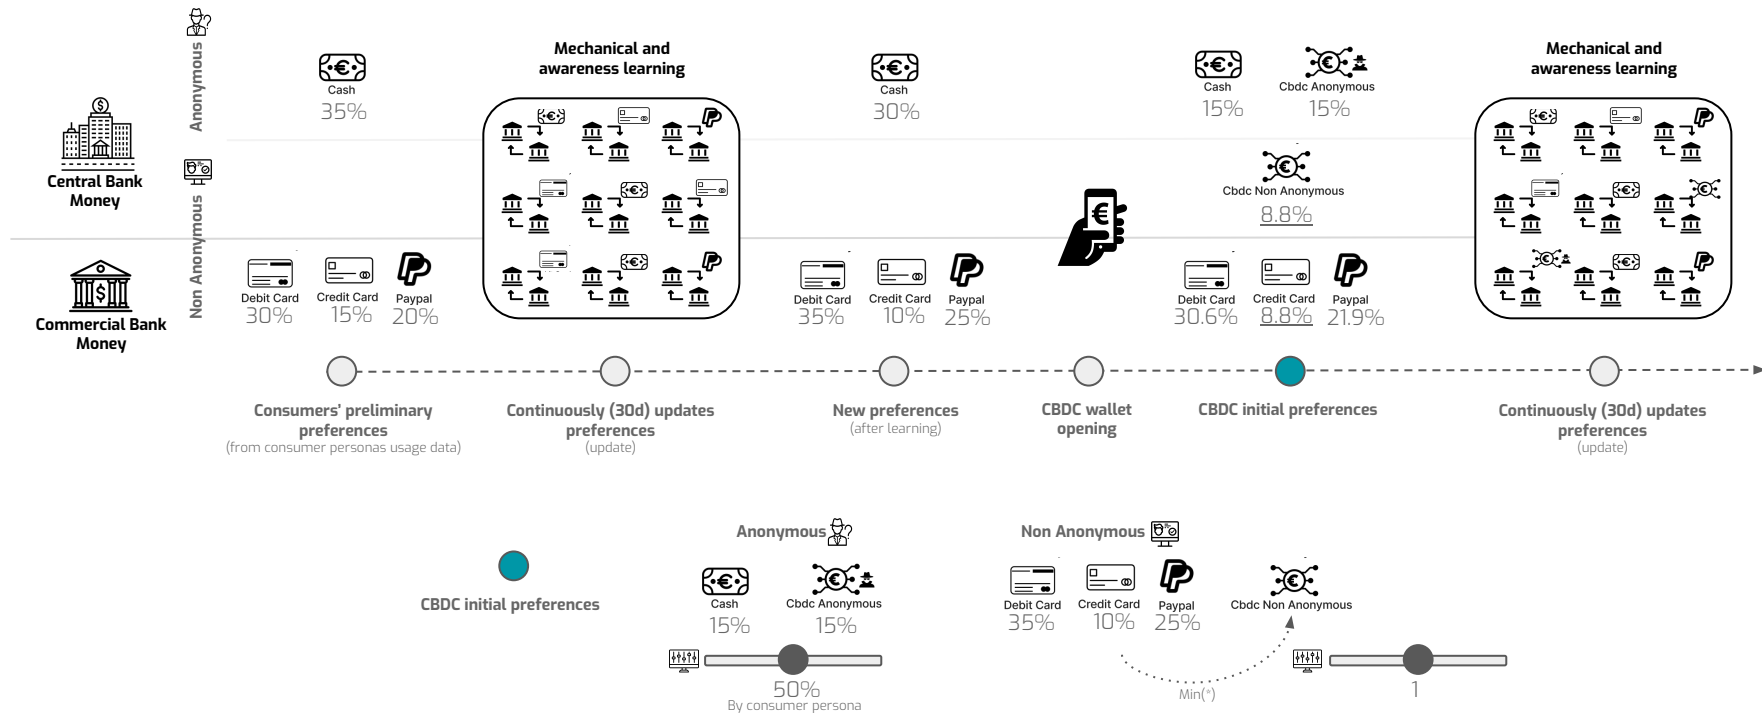 Anonymous
Non Anonymous
Central Bank
Money
Commercial Bank
Money
Cash
35%
Debit Card
30%
Credit Card
15%
Paypal
20%
Mechanical and
awareness learning
Cash
30%
Debit Card
35%
Credit Card
10%
Paypal
25%
Cash
15%
Cbdc Anonymous
15%
Cbdc Non Anonymous
8.8%
Debit Card
30.6%
Credit Card
8.8%
Paypal
21.9%
Mechanical and
awareness learning
Consumers' preliminary
preferences
(from consumer personas usage data)
Continuously (30d) updates
preferences
(update)
New preferences
(after learning)
CBDC wallet
opening
CBDC initial preferences
Continuously (30d) updates
preferences
(update)
CBDC initial preferences
Anonymous
Cash
15%
Cbdc Anonymous
15%
50%
By consumer persona
Non Anonymous
Debit Card
35%
Credit Card
10%
Paypal
25%
Cbdc Non Anonymous
Min(*)
1